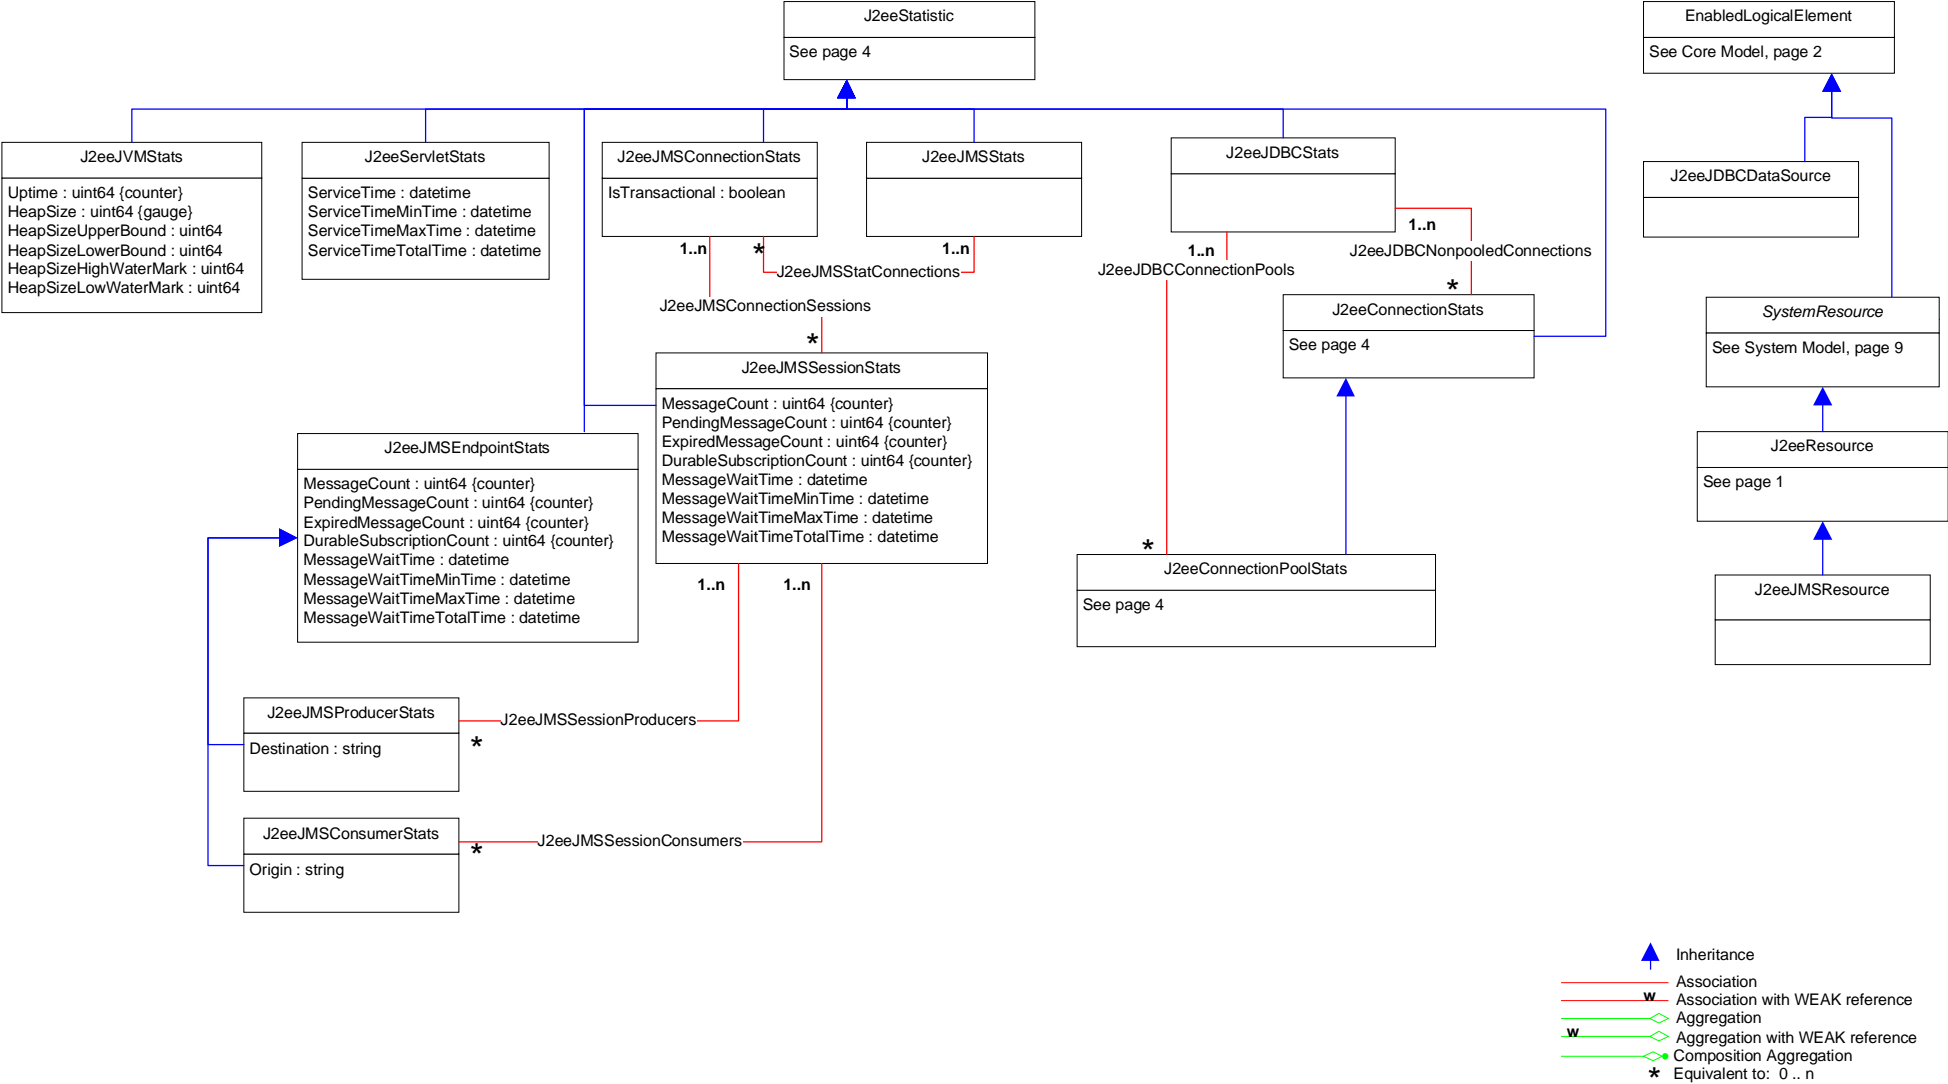 J2eeStatistic
See page 4
EnabledLogicalElement
See Core Model, page 2
J2eeJVMStats
Uptime : uint64 {counter}
HeapSize : uint64 {gauge}
HeapSizeUpperBound : uint64
HeapSizeLowerBound : uint64
HeapSizeHighWaterMark : uint64
HeapSizeLowWaterMark : uint64
J2eeServletStats
ServiceTime : datetime
ServiceTimeMinTime : datetime
ServiceTimeMaxTime : datetime
ServiceTimeTotalTime : datetime
J2eeJMSConnectionStats
IsTransactional : boolean
J2eeJMSStats
J2eeJDBCStats
J2eeJDBCDataSource
1..n
*
1..n
J2eeJMSStatConnections
J2eeJMSConnectionSessions
*
1..n
J2eeJDBCConnectionPools
1..n
J2eeJDBCNonpooledConnections
*
J2eeConnectionStats
See page 4
SystemResource
See System Model, page 9
J2eeJMSSessionStats
MessageCount : uint64 {counter}
PendingMessageCount : uint64 {counter}
ExpiredMessageCount : uint64 {counter}
DurableSubscriptionCount : uint64 {counter}
MessageWaitTime : datetime
MessageWaitTimeMinTime : datetime
MessageWaitTimeMaxTime : datetime
MessageWaitTimeTotalTime : datetime
J2eeJMSEndpointStats
MessageCount : uint64 {counter}
PendingMessageCount : uint64 {counter}
ExpiredMessageCount : uint64 {counter}
DurableSubscriptionCount : uint64 {counter}
MessageWaitTime : datetime
MessageWaitTimeMinTime : datetime
MessageWaitTimeMaxTime : datetime
MessageWaitTimeTotalTime : datetime
J2eeResource
See page 1
*
J2eeConnectionPoolStats
See page 4
J2eeJMSResource
1..n
1..n
J2eeJMSProducerStats
Destination : string
J2eeJMSSessionProducers
*
J2eeJMSConsumerStats
Origin : string
J2eeJMSSessionConsumers
*
Inheritance
Association
w Association with WEAK reference
Aggregation
w Aggregation with WEAK reference
Composition Aggregation
* Equivalent to: 0 .. n